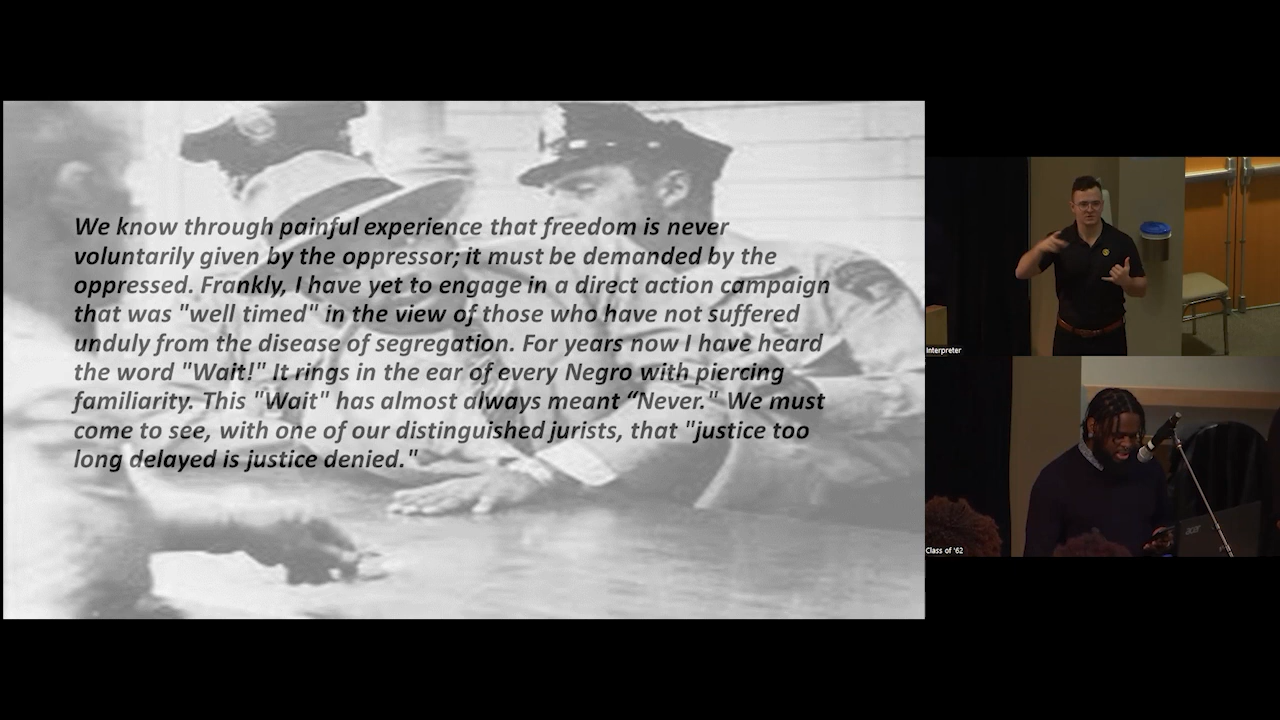 We know through painful experience that freedom is never
voluntarily given by the oppressor; it must be demanded by the
oppressed. Frankly, I have yet to engage in a direct action campaign
that was "well timed" in the view of those who have not suffered
unduly from the disease of segregation. For years now I have heard
the word "Wait!" It rings in the ear of every Negro with piercing
familiarity. This "Wait" has almost always meant “Never." We must
come to see, with one of our distinguished jurists, that "justice too
long delayed is justice denied."
Interpreter
Class of '62
acer